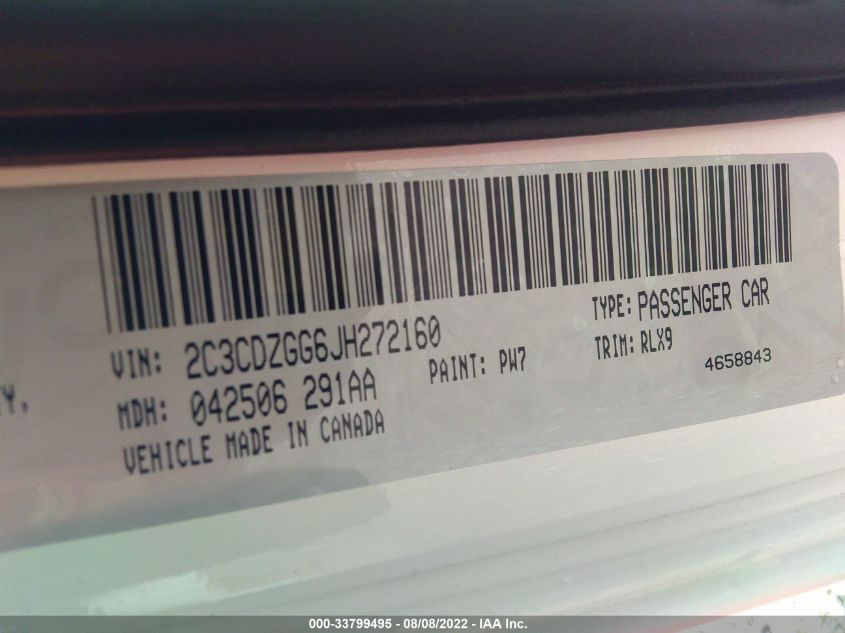 VIN: 2C3CDZGG6JH272160
TYPE: PASSENGER CAR
Y, MDH: 042506 291AA
PAINT: PW7
TRIM: RLX9
VEHICLE MADE IN CANADA
4658843
000-33799495 - 08/08/2022 - IAA Inc.